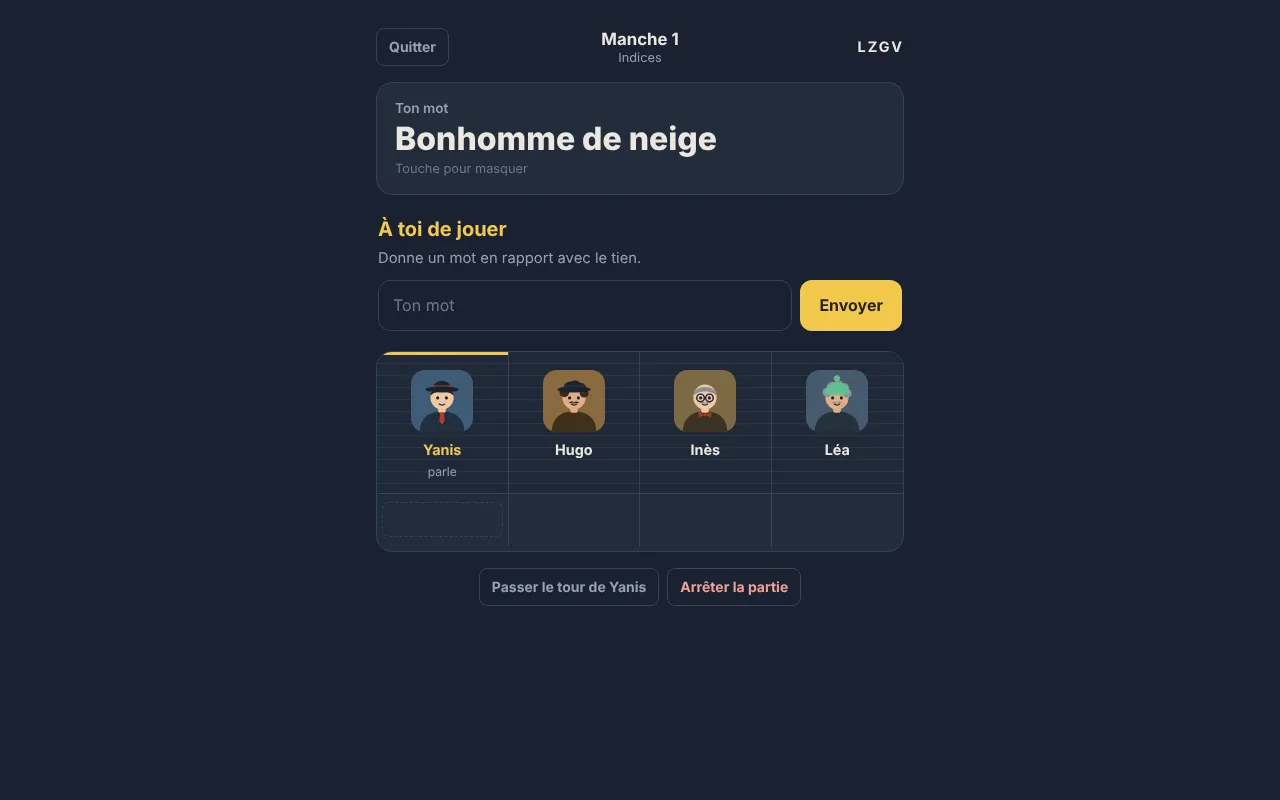 Quitter
Manche 1
Indices
LZGV
Ton mot
Bonhomme de neige
Touche pour masquer
À toi de jouer
Donne un mot en rapport avec le tien.
Ton mot
Envoyer
Yanis
parle
Hugo
Inès
Léa
Passer le tour de Yanis
Arrêter la partie